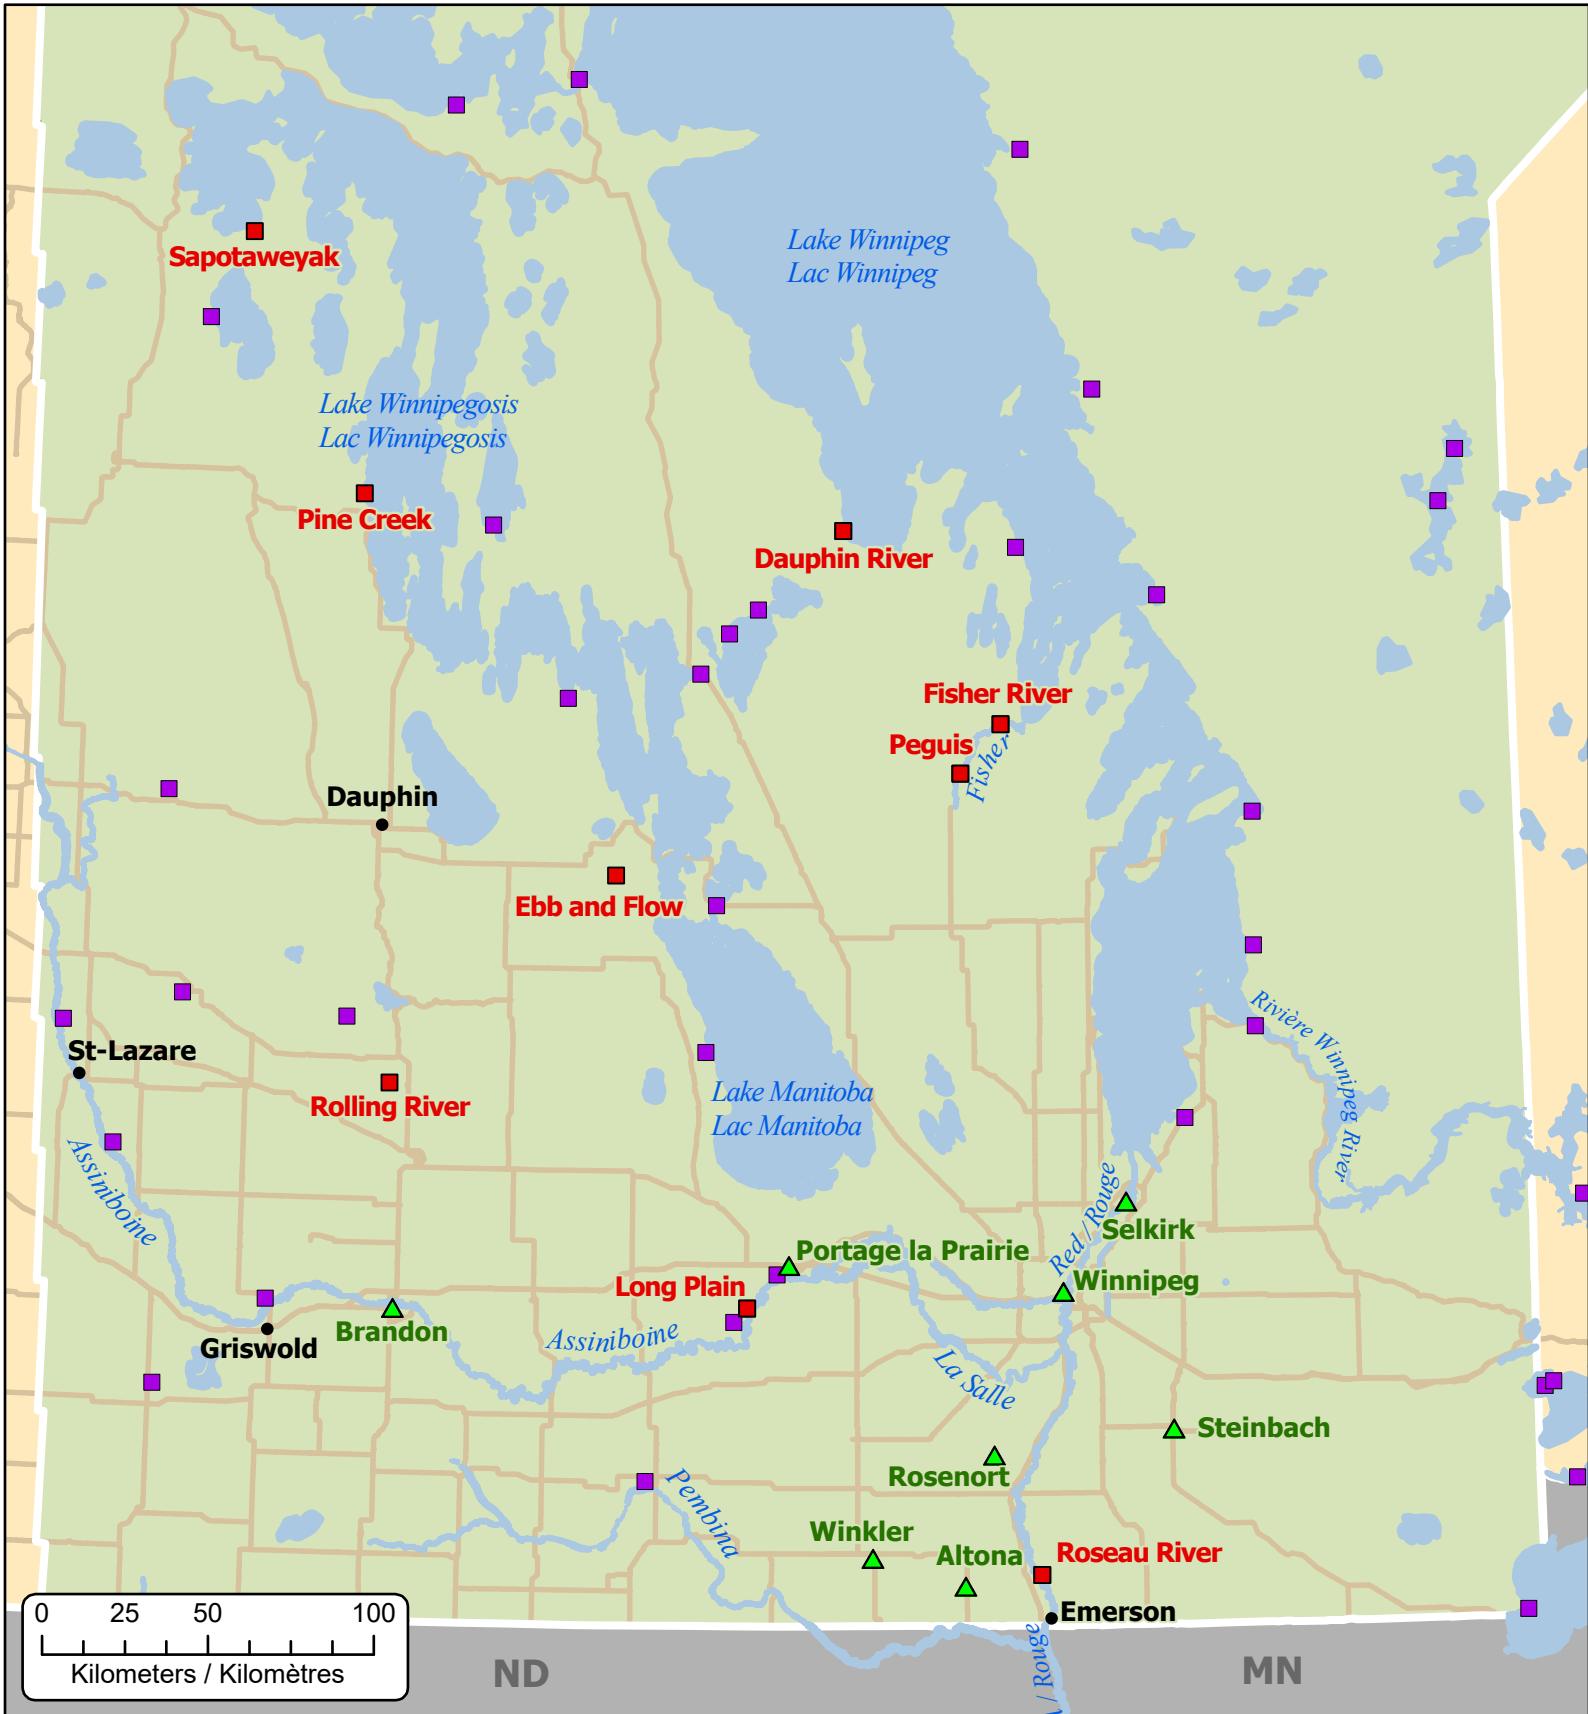 Lake Winnipeg
Lac Winnipeg
Sapotaweyak
Lake Winnipegosis
Lac Winnipegosis
Pine Creek
Dauphin River
Fisher River
Peguis
Fisher
Dauphin
Ebb and Flow
Rivière Winnipeg River
St-Lazare
Rolling River
Lake Manitoba
Lac Manitoba
Assiniboine
Red/Rouge
Selkirk
Portage la Prairie
Winnipeg
Long Plain
Brandon
Griswold
Assiniboine
La Salle
Steinbach
Rosenort
Pembina
Winkler
Altona
Roseau River
Emerson
0 25 50 100
Kilometers / Kilomètres
ND
MN
/ Rouge